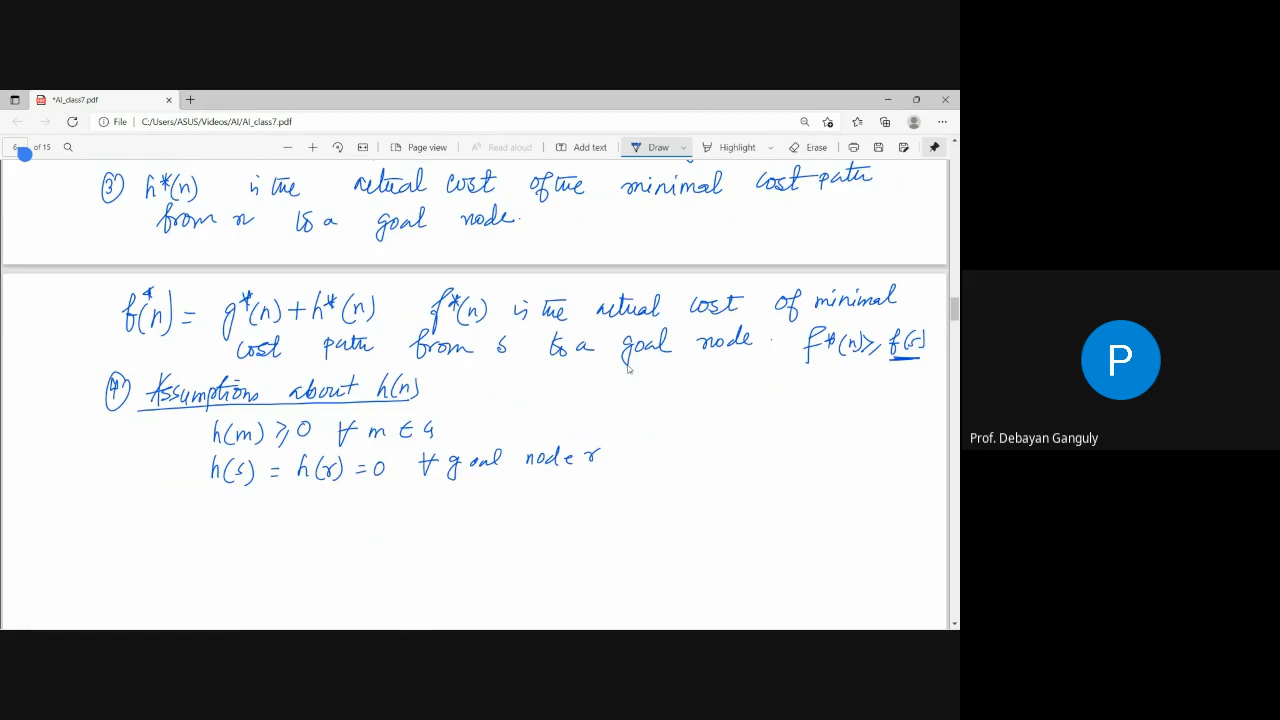 *AI_class7.pdf
File C:/Users/ASUS/Videos/AI/AI_class7.pdf
6 of 15 Page view Read aloud Add text Draw Highlight Erase
③ h*(n) is the actual cost of the minimal cost path
from n to a goal node.
f*(n) = g*(n) + h*(n) f*(n) is the actual cost of minimal
cost path from s to a goal node. f*(n) ≥ f(s)
④ Assumptions about h(n)
h(m) ≥ 0 ∀ m ∈ G
h(s) = h(r) = 0 ∀ goal node r
P
Prof. Debayan Ganguly